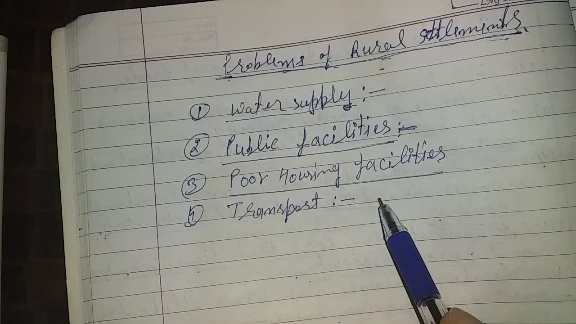 Problems of Rural settlements
① Water supply :-
② Public facilities :-
③ Poor Housing facilities
④ Transport :-